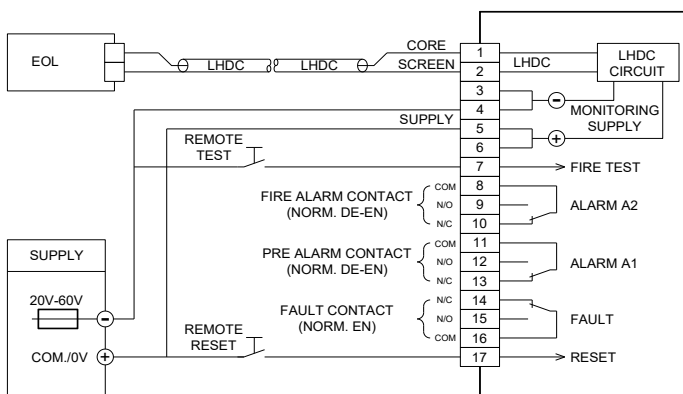 EOL
LHDC
LHDC
CORE
SCREEN
1
2
LHDC
LHDC
CIRCUIT
3
4
MONITORING
SUPPLY
SUPPLY
5
6
REMOTE
TEST
7
FIRE TEST
FIRE ALARM CONTACT
(NORM. DE-EN)
COM
N/O
N/C
8
9
10
ALARM A2
PRE ALARM CONTACT
(NORM. DE-EN)
COM
N/O
N/C
11
12
13
ALARM A1
FAULT CONTACT
(NORM. EN)
N/C
N/O
COM
14
15
16
FAULT
SUPPLY
20V-60V
COM./0V
REMOTE
RESET
17
RESET